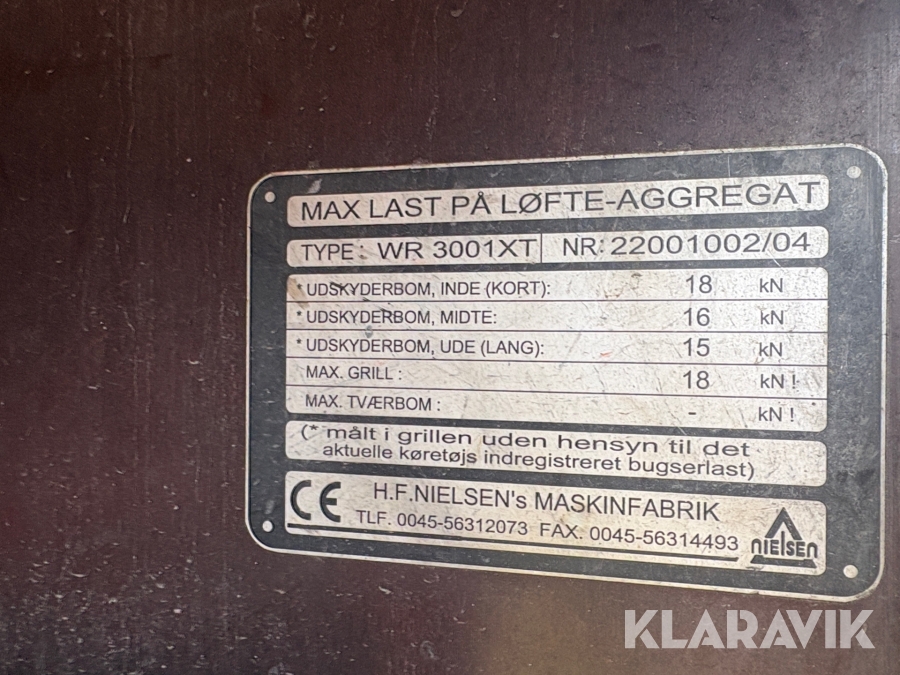 MAX LAST PÅ LØFTE-AGGREGAT
TYPE: WR 3001XT NR: 22001002/04
* UDSKYDERBOM, INDE (KORT): 18 kN
* UDSKYDERBOM, MIDTE: 16 kN
* UDSKYDERBOM, UDE (LANG): 15 kN
MAX. GRILL : 18 kN !
MAX. TVÆRBOM : - kN !
(* målt i grillen uden hensyn til det
aktuelle køretøjs indregistreret bugserlast)
CE H.F.NIELSEN's MASKINFABRIK
TLF. 0045-56312073 FAX. 0045-56314493
NIELSEN
KLARAVIK